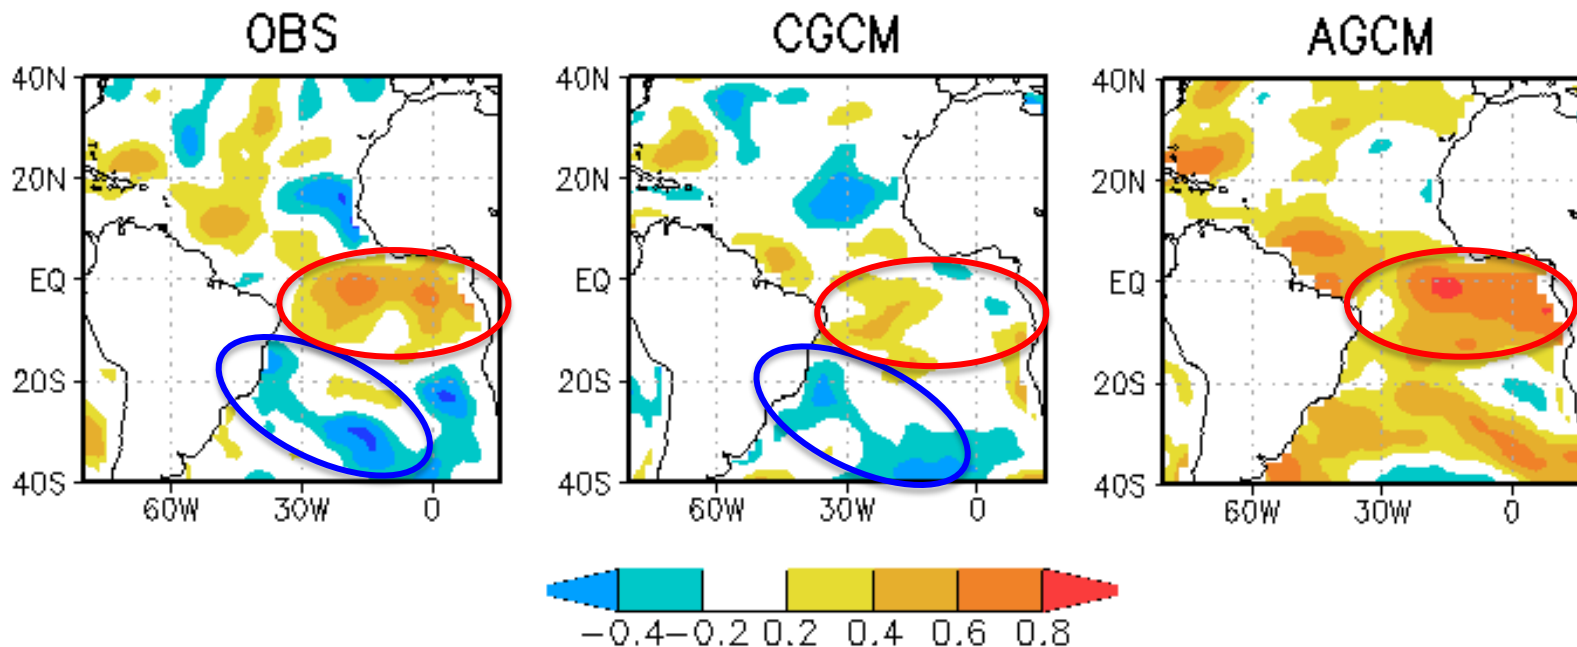 OBS CGCM AGCM
40N 40N 40N
20N 20N 20N
EQ EQ EQ
20S 20S 20S
40S 40S 40S
60W 30W 0 60W 30W 0 60W 30W 0
−0.4 −0.2 0.2 0.4 0.6 0.8